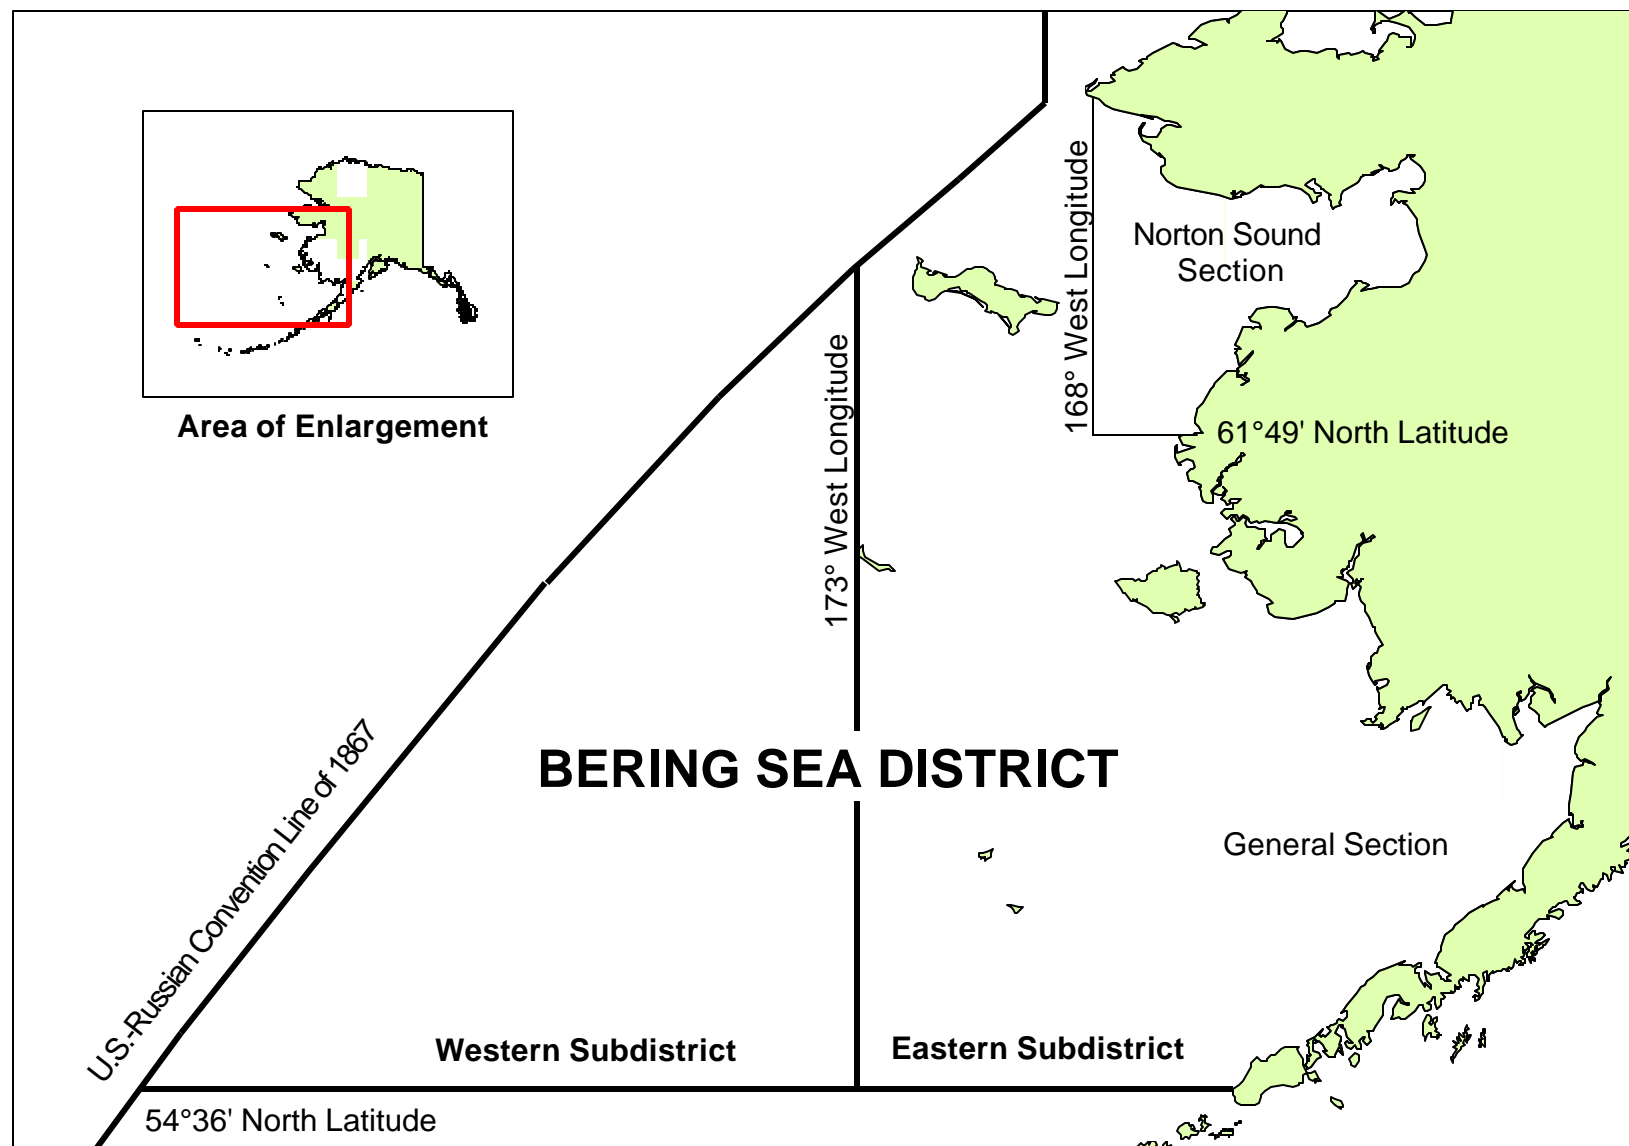 Area of Enlargement
168° West Longitude
Norton Sound
Section
173° West Longitude
61°49' North Latitude
U.S.-Russian Convention Line of 1867
BERING SEA DISTRICT
General Section
Western Subdistrict
Eastern Subdistrict
54°36' North Latitude